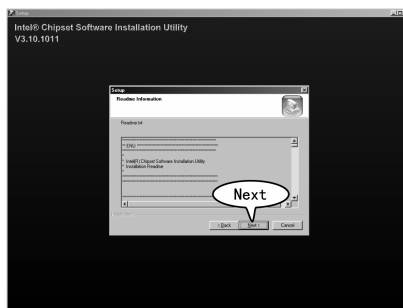 Setup
Intel® Chipset Software Installation Utility
V3.10.1011
Setup
Readme Information
Readme.txt
ENU
Intel(R) Chipset Software Installation Utility
Installation Readme
Next
< Back
Next >
Cancel